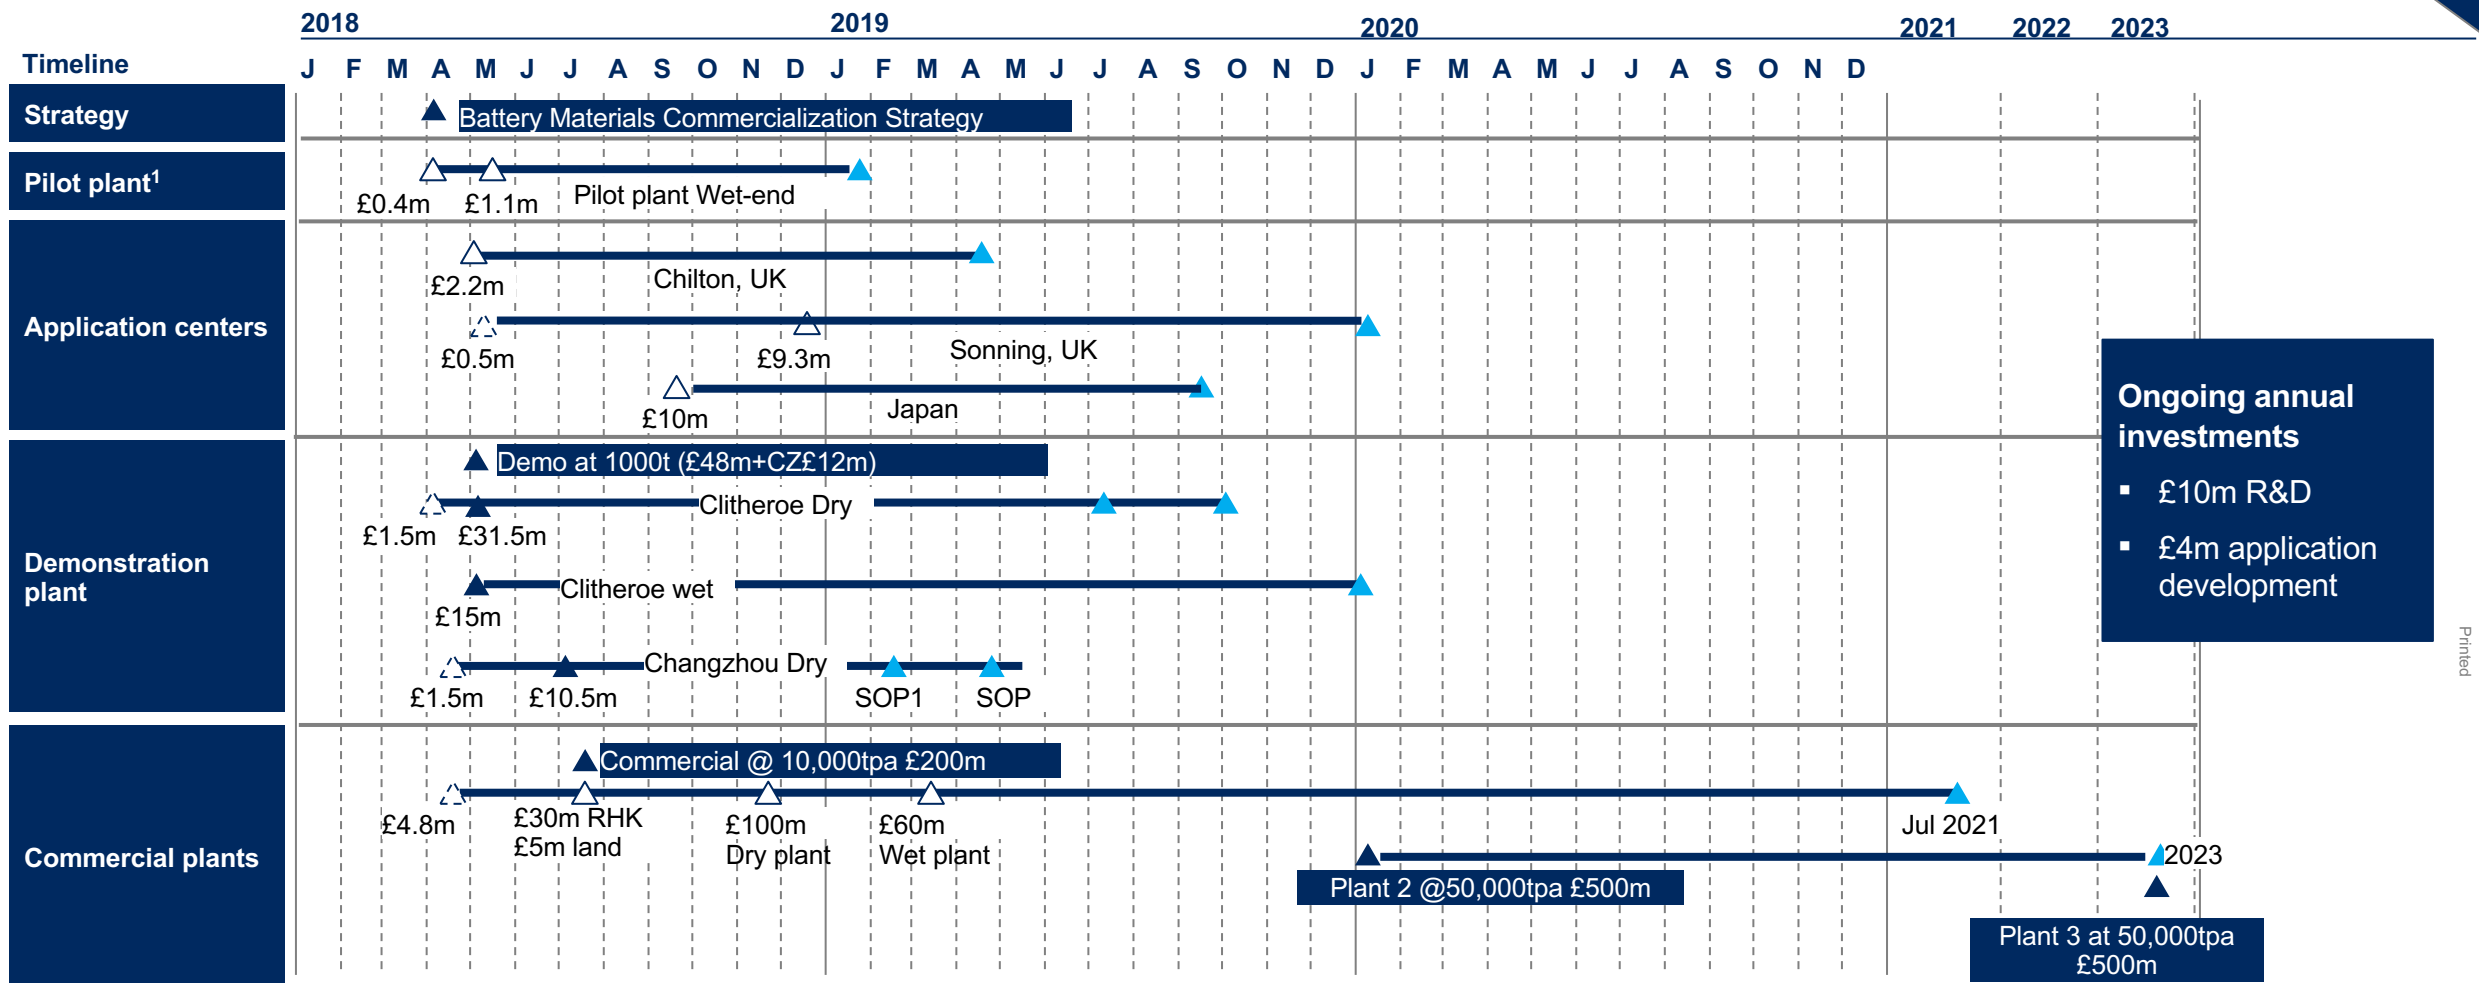 2018 2019 2020 2021 2022 2023
Timeline
J F M A M J J A S O N D J F M A M J J A S O N D J F M A M J J A S O N D
Strategy
Battery Materials Commercialization Strategy
Pilot plant1
£0.4m £1.1m Pilot plant Wet-end
Application centers
£2.2m Chilton, UK
£0.5m £9.3m Sonning, UK
£10m Japan
Demonstration
plant
Demo at 1000t (£48m+CZ£12m)
Clitheroe Dry
£1.5m £31.5m
Clitheroe wet
£15m
Changzhou Dry
£1.5m £10.5m SOP1 SOP
Commercial plants
Commercial @ 10,000tpa £200m
£4.8m
£30m RHK
£5m land
£100m
Dry plant
£60m
Wet plant
Jul 2021
2023
Plant 2 @50,000tpa £500m
Plant 3 at 50,000tpa
£500m
Ongoing annual
investments
▪ £10m R&D
▪ £4m application
development
Printed